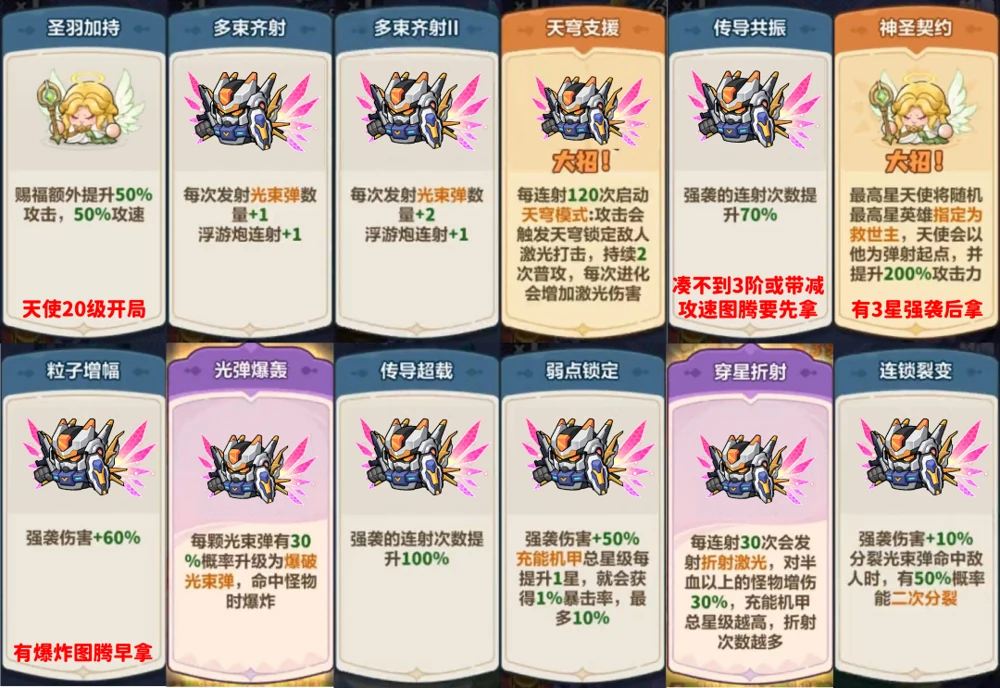 圣羽加持
赐福额外提升50%
攻击，50%攻速
天使20级开局
多束齐射
每次发射光束弹数
量+1
浮游炮连射+1
多束齐射II
每次发射光束弹数
量+2
浮游炮连射+1
天穹支援
大招！
每连射120次启动
天穹模式:攻击会
触发天穹锁定敌人
激光打击，持续2
次普攻，每次进化
会增加激光伤害
传导共振
强袭的连射次数提
升70%
凑不到3阶或带减
攻速图腾要先拿
神圣契约
大招！
最高星天使将随机
最高星英雄指定为
救世主，天使会以
他为弹射起点，并
提升200%攻击力
有3星强袭后拿
粒子增幅
强袭伤害+60%
有爆炸图腾早拿
光弹爆轰
每颗光束弹有30
%概率升级为爆破
光束弹，命中怪物
时爆炸
传导超载
强袭的连射次数提
升100%
弱点锁定
强袭伤害+50%
充能机甲总星级每
提升1星，就会获
得1%暴击率，最
多10%
穿星折射
每连射30次会发
射折射激光，对半
血以上的怪物增伤
30%，充能机甲
总星级越高，折射
次数越多
连锁裂变
强袭伤害+10%
分裂光束弹命中敌
人时，有50%概率
能二次分裂